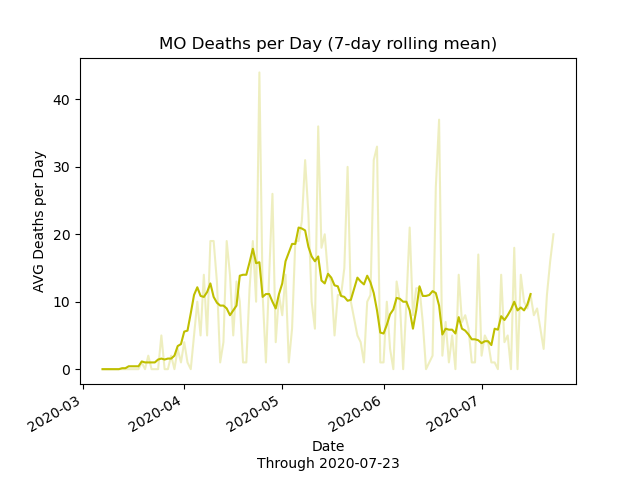 MO Deaths per Day (7-day rolling mean)
AVG Deaths per Day
40
30
20
10
0
2020-03
2020-04
2020-05
2020-06
2020-07
Date
Through 2020-07-23